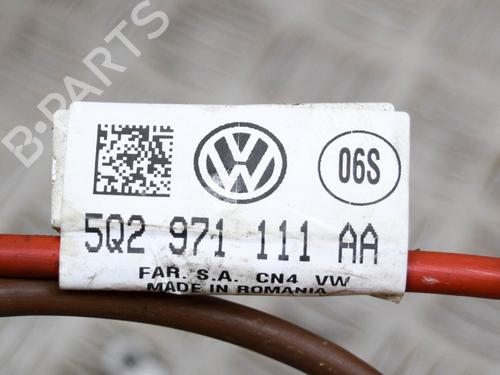 B-PARTS
06S
5Q2 971 111 AA
FAR. S.A. CN4 VW
MADE IN ROMANIA